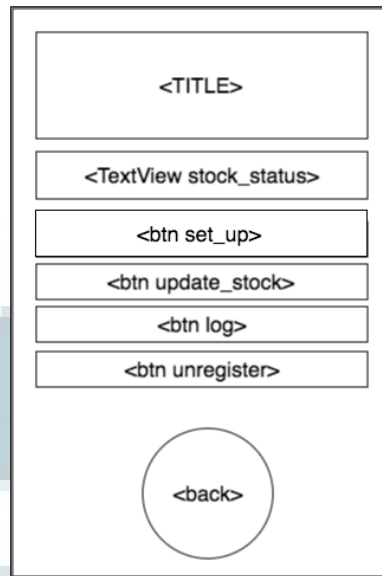 <TITLE>
<TextView stock_status>
<btn set_up>
<btn update_stock>
<btn log>
<btn unregister>
<back>